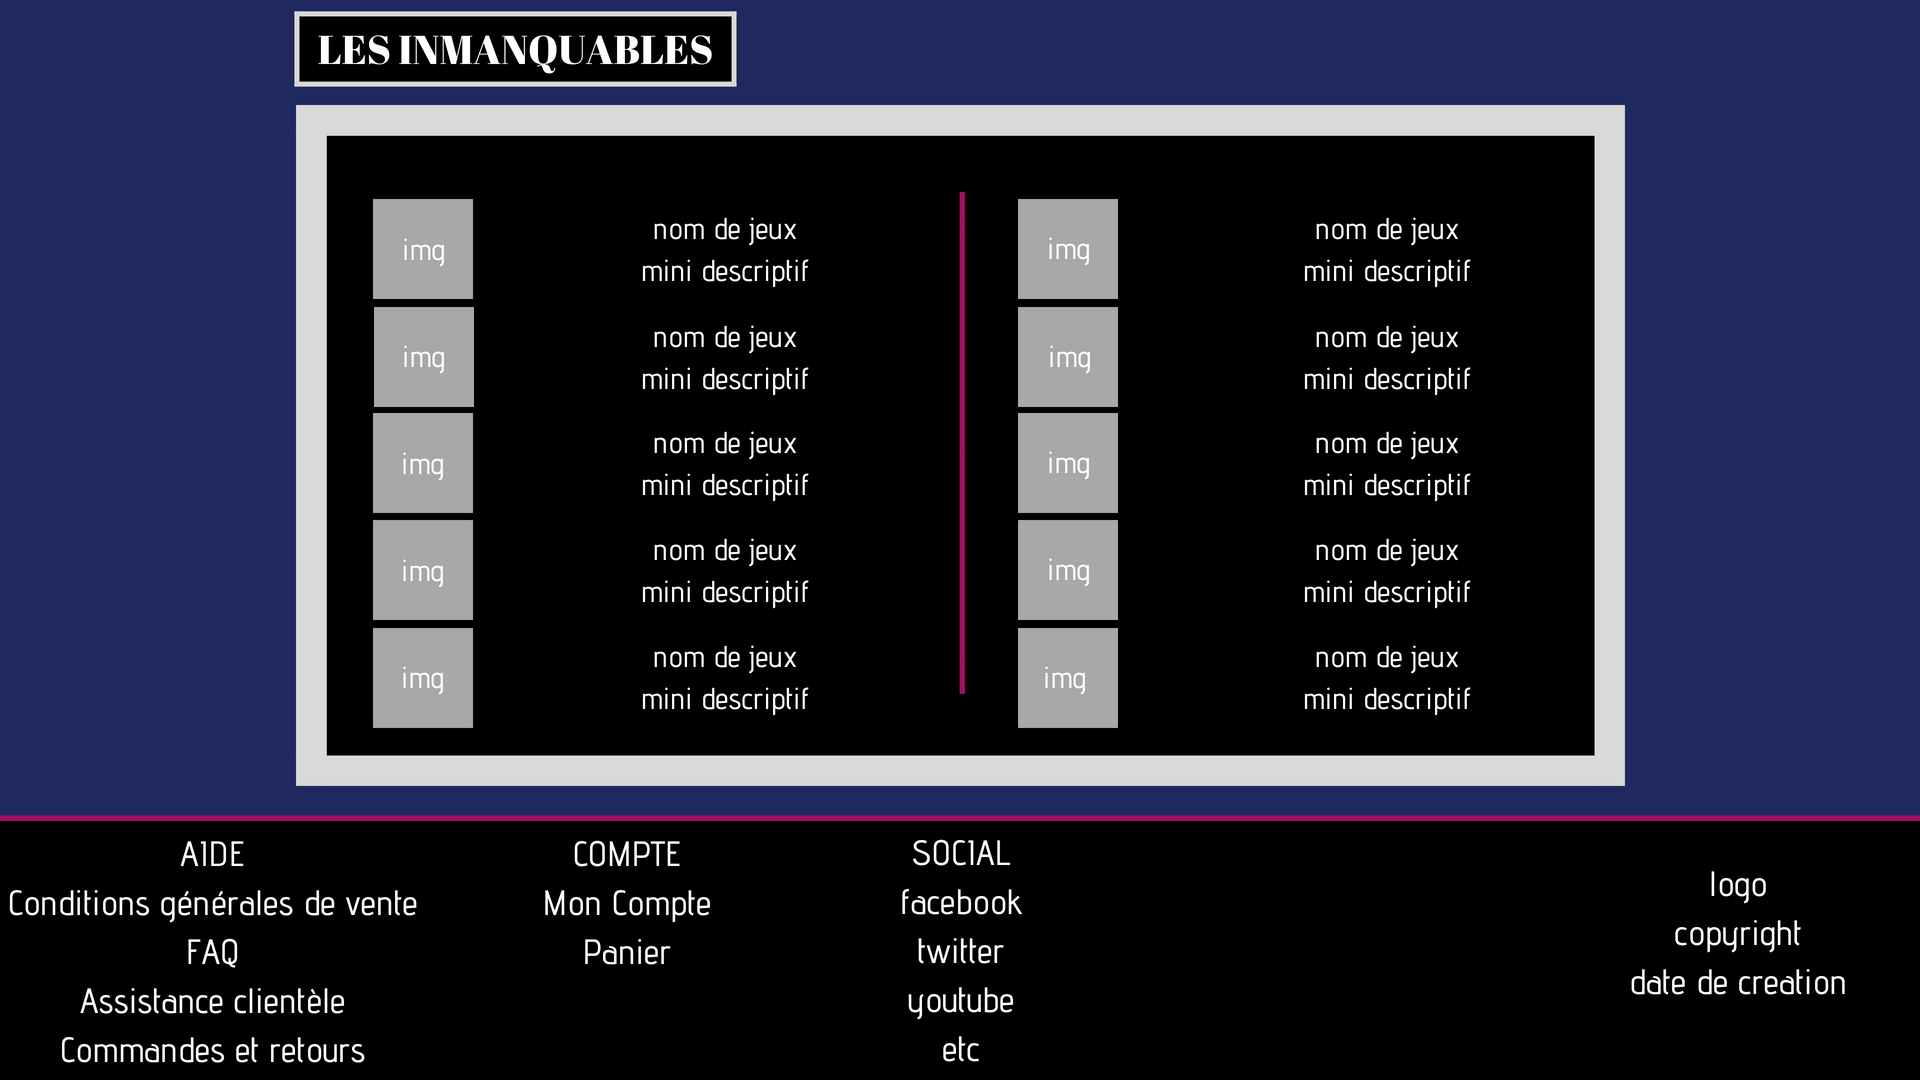 LES INMANQUABLES
img
nom de jeux
mini descriptif
img
nom de jeux
mini descriptif
img
nom de jeux
mini descriptif
img
nom de jeux
mini descriptif
img
nom de jeux
mini descriptif
img
nom de jeux
mini descriptif
img
nom de jeux
mini descriptif
img
nom de jeux
mini descriptif
img
nom de jeux
mini descriptif
img
nom de jeux
mini descriptif
AIDE
Conditions générales de vente
FAQ
Assistance clientèle
Commandes et retours
COMPTE
Mon Compte
Panier
SOCIAL
facebook
twitter
youtube
etc
logo
copyright
date de creation